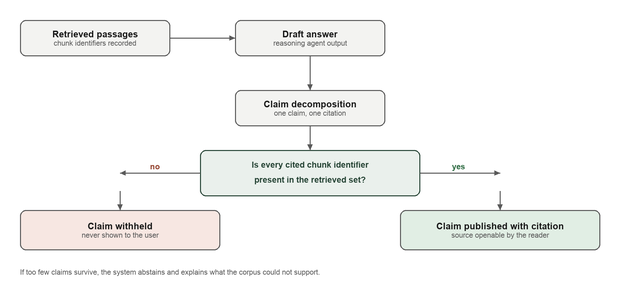 Retrieved passages
chunk identifiers recorded
Draft answer
reasoning agent output
Claim decomposition
one claim, one citation
Is every cited chunk identifier
present in the retrieved set?
no
yes
Claim withheld
never shown to the user
Claim published with citation
source openable by the reader
If too few claims survive, the system abstains and explains what the corpus could not support.